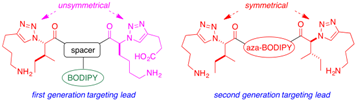 unsymmetrical
symmetrical
N=N
N
O
spacer
O
N
N=N
HO₂C
NH₂
NH₂
BODIPY
N=N
N
O
aza-BODIPY
O
N
N=N
NH₂
NH₂
first generation targeting lead
second generation targeting lead